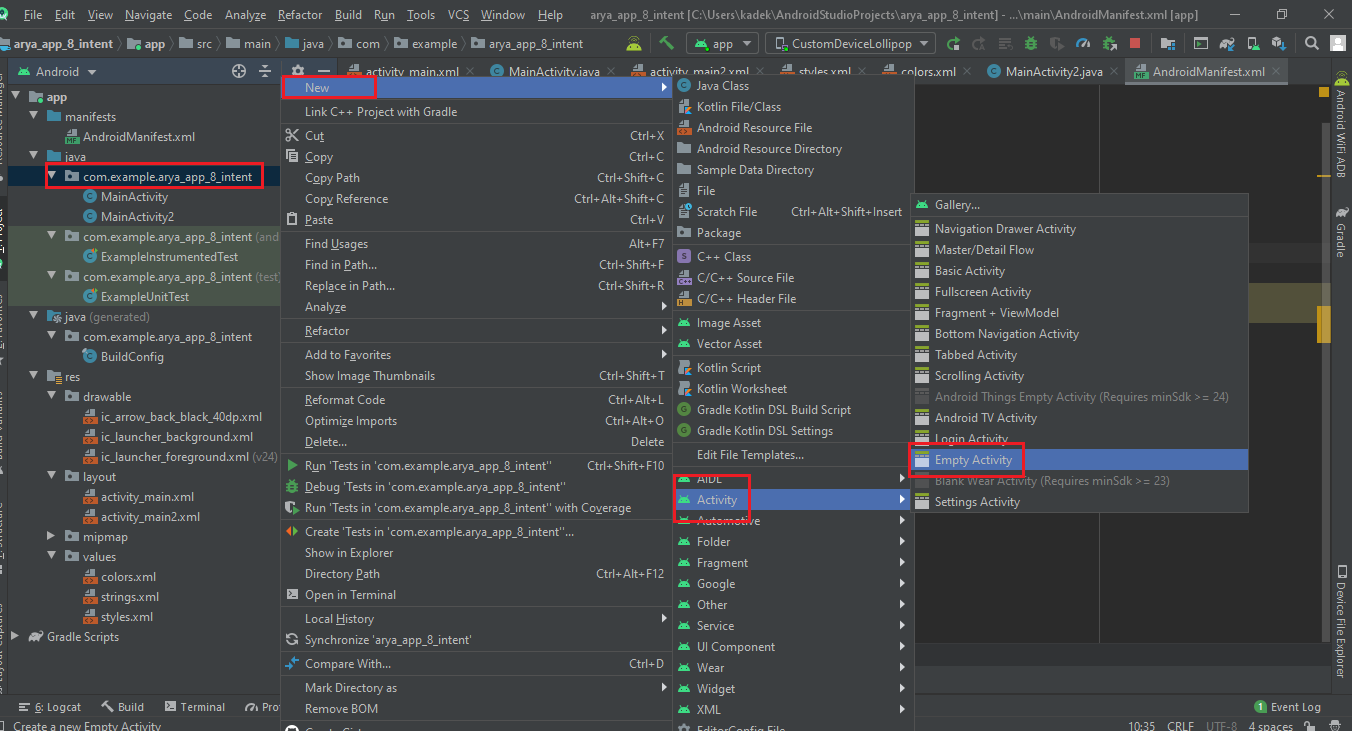 File Edit View Navigate Code Analyze Refactor Build Run Tools VCS Window Help arya_app_8_intent [C:\Users\kadek\AndroidStudioProjects\arya_app_8_intent] - ...\main\AndroidManifest.xml [app]
arya_app_8_intent app src main java com example arya_app_8_intent app CustomDeviceLollipop
Android
activity_main.xml MainActivity.java activity_main2.xml styles.xml colors.xml MainActivity2.java AndroidManifest.xml
app
manifests
AndroidManifest.xml
java
com.example.arya_app_8_intent
MainActivity
MainActivity2
com.example.arya_app_8_intent (and
ExampleInstrumentedTest
com.example.arya_app_8_intent (test)
ExampleUnitTest
java (generated)
com.example.arya_app_8_intent
BuildConfig
res
drawable
ic_arrow_back_black_40dp.xml
ic_launcher_background.xml
ic_launcher_foreground.xml (v24)
layout
activity_main.xml
activity_main2.xml
mipmap
values
colors.xml
strings.xml
styles.xml
Gradle Scripts
New
Link C++ Project with Gradle
Cut Ctrl+X
Copy Ctrl+C
Copy Path Ctrl+Shift+C
Copy Reference Ctrl+Alt+Shift+C
Paste Ctrl+V
Find Usages Alt+F7
Find in Path... Ctrl+Shift+F
Replace in Path... Ctrl+Shift+R
Analyze
Refactor
Add to Favorites
Show Image Thumbnails Ctrl+Shift+T
Reformat Code Ctrl+Alt+L
Optimize Imports Ctrl+Alt+O
Delete... Delete
Run 'Tests in 'com.example.arya_app_8_intent'' Ctrl+Shift+F10
Debug 'Tests in 'com.example.arya_app_8_intent''
Run 'Tests in 'com.example.arya_app_8_intent'' with Coverage
Create 'Tests in 'com.example.arya_app_8_intent''...
Show in Explorer
Directory Path Ctrl+Alt+F12
Open in Terminal
Local History
Synchronize 'arya_app_8_intent'
Compare With... Ctrl+D
Mark Directory as
Remove BOM
Java Class
Kotlin File/Class
Android Resource File
Android Resource Directory
Sample Data Directory
File
Scratch File Ctrl+Alt+Shift+Insert
Package
C++ Class
C/C++ Source File
C/C++ Header File
Image Asset
Vector Asset
Kotlin Script
Kotlin Worksheet
Gradle Kotlin DSL Build Script
Gradle Kotlin DSL Settings
Edit File Templates...
AIDL
Activity
Automotive
Folder
Fragment
Google
Other
Service
UI Component
Wear
Widget
XML
EditorConfig File
Gallery...
Navigation Drawer Activity
Master/Detail Flow
Basic Activity
Fullscreen Activity
Fragment + ViewModel
Bottom Navigation Activity
Tabbed Activity
Scrolling Activity
Android Things Empty Activity (Requires minSdk >= 24)
Android TV Activity
Login Activity
Empty Activity
Blank Wear Activity (Requires minSdk >= 23)
Settings Activity
Android WiFi ADB
Gradle
Device File Explorer
6: Logcat Build Terminal Pro Event Log
Create a new Empty Activity 10:35 CRLF UTF-8 4 spaces